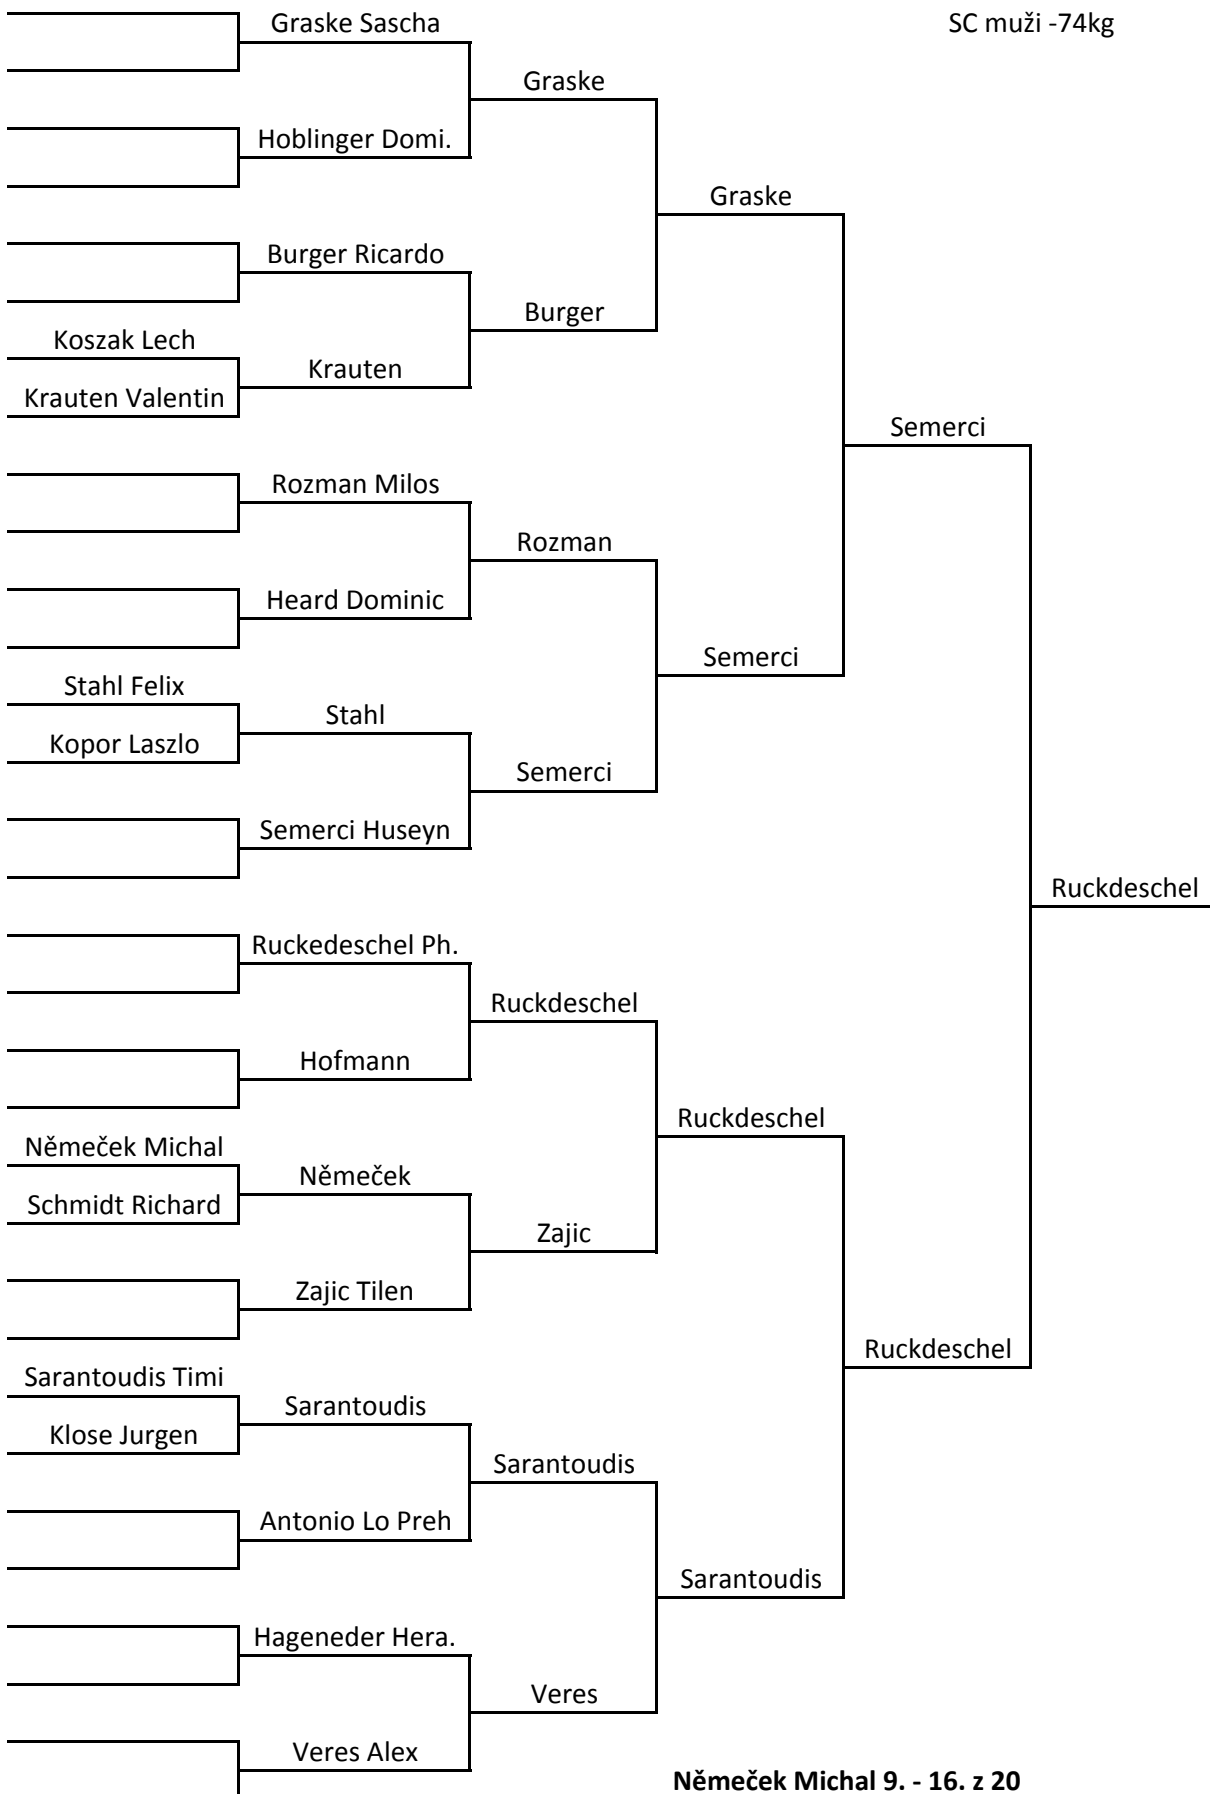 Graske Sascha
SC muži -74kg
Graske
Hoblinger Domi.
Graske
Burger Ricardo
Burger
Koszak Lech
Krauten
Krauten Valentin
Semerci
Rozman Milos
Rozman
Heard Dominic
Semerci
Stahl Felix
Stahl
Kopor Laszlo
Semerci
Semerci Huseyn
Ruckdeschel
Ruckedeschel Ph.
Ruckdeschel
Hofmann
Ruckdeschel
Němeček Michal
Němeček
Schmidt Richard
Zajic
Zajic Tilen
Ruckdeschel
Sarantoudis Timi
Sarantoudis
Klose Jurgen
Sarantoudis
Antonio Lo Preh
Sarantoudis
Hageneder Hera.
Veres
Veres Alex
Němeček Michal 9. - 16. z 20